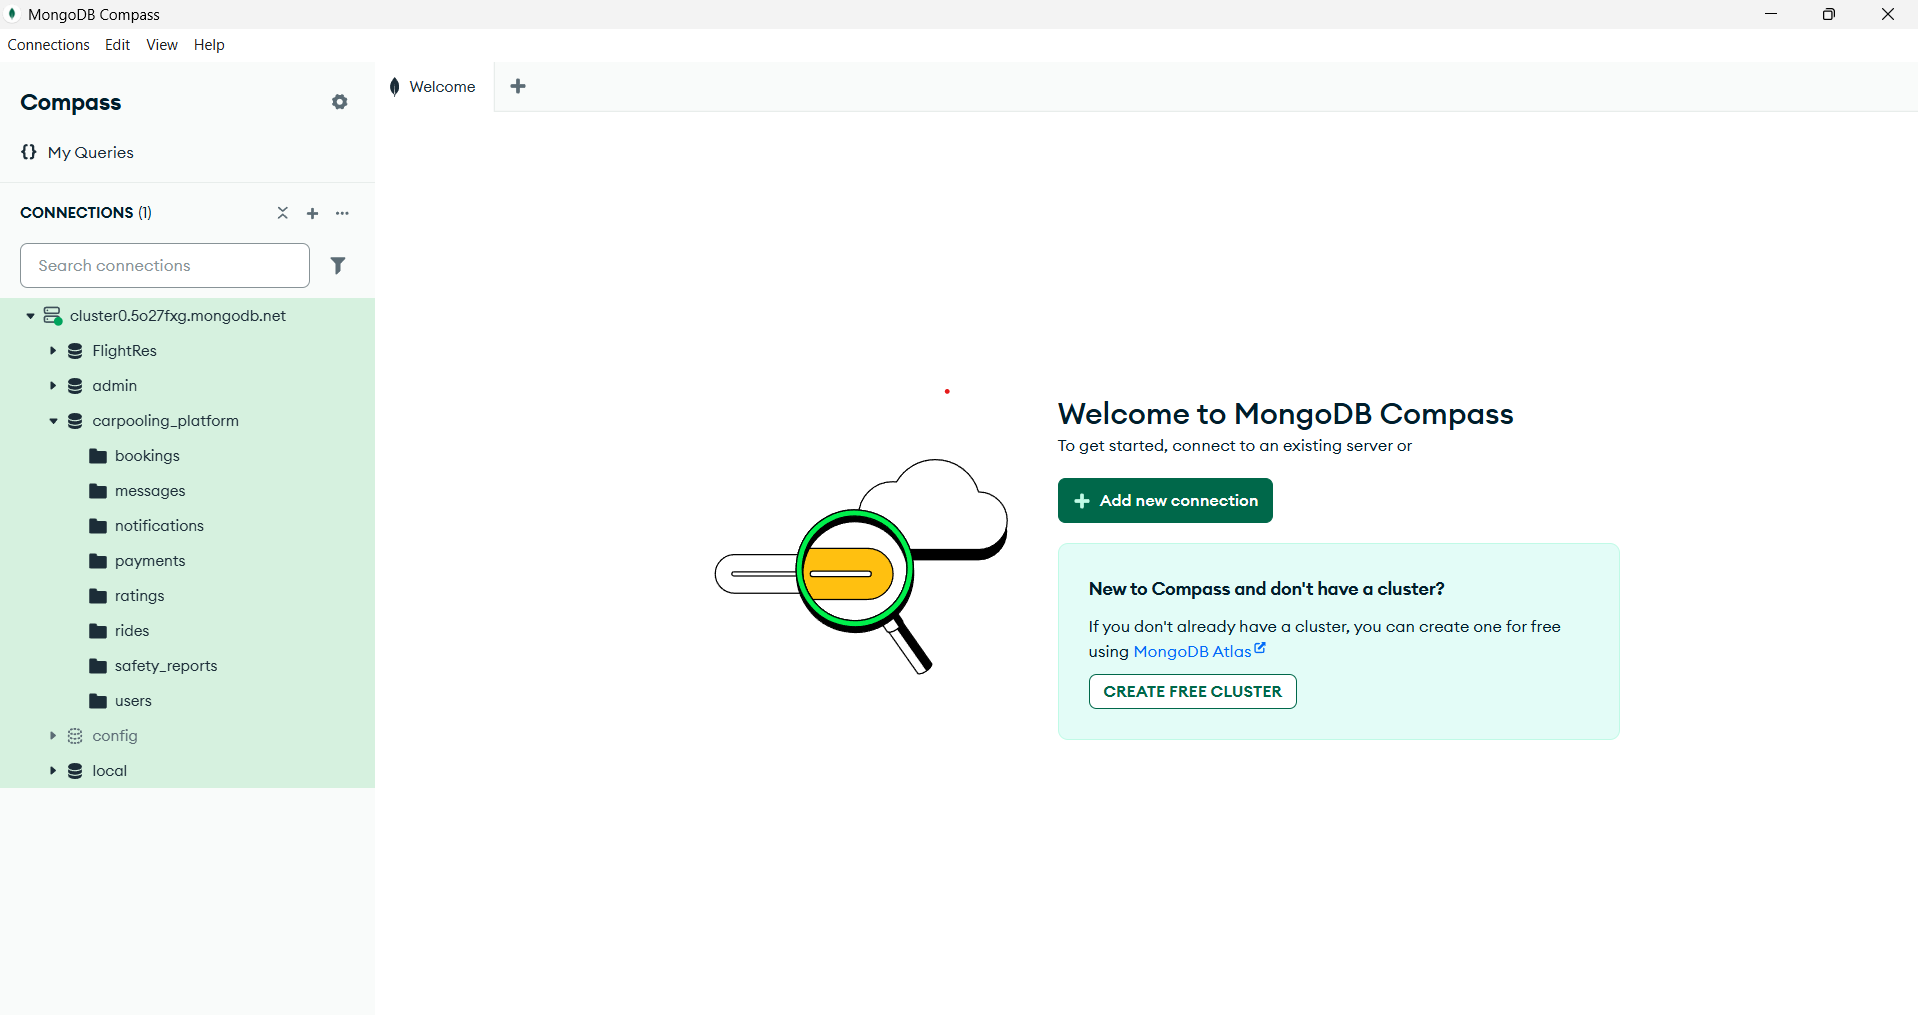 MongoDB Compass
Connections Edit View Help
Compass
{} My Queries
CONNECTIONS (1)
Search connections
cluster0.5o27fxg.mongodb.net
FlightRes
admin
carpooling_platform
bookings
messages
notifications
payments
ratings
rides
safety_reports
users
config
local
Welcome
Welcome to MongoDB Compass
To get started, connect to an existing server or
Add new connection
New to Compass and don't have a cluster?
If you don't already have a cluster, you can create one for free
using MongoDB Atlas
CREATE FREE CLUSTER